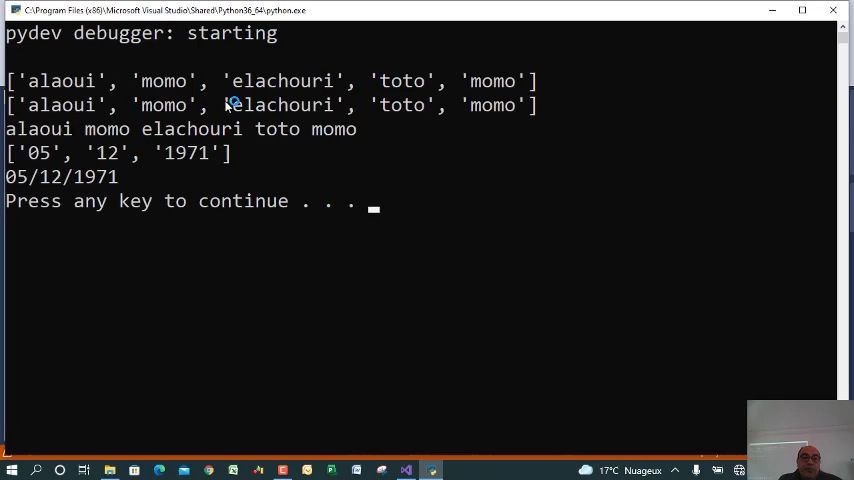 C:\Program Files (x86)\Microsoft Visual Studio\Shared\Python36_64\python.exe
pydev debugger: starting
['alaoui', 'momo', 'elachouri', 'toto', 'momo']
['alaoui', 'momo', 'elachouri', 'toto', 'momo']
alaoui momo elachouri toto momo
['05', '12', '1971']
05/12/1971
Press any key to continue . . .
17°C Nuageux